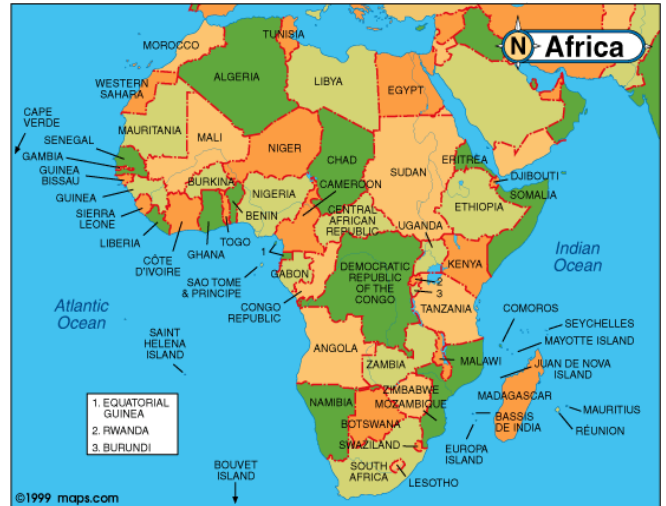 N Africa
MOROCCO
TUNISIA
ALGERIA
LIBYA
EGYPT
WESTERN
SAHARA
CAPE
VERDE
MAURITANIA
MALI
NIGER
CHAD
SUDAN
ERITREA
DJIBOUTI
SENEGAL
GAMBIA
GUINEA
BISSAU
GUINEA
SIERRA
LEONE
LIBERIA
CÔTE
D'IVOIRE
GHANA
TOGO
BENIN
BURKINA
NIGERIA
CAMEROON
CENTRAL
AFRICAN
REPUBLIC
ETHIOPIA
SOMALIA
UGANDA
KENYA
1
SAO TOME
& PRINCIPE
GABON
CONGO
REPUBLIC
DEMOCRATIC
REPUBLIC
OF THE
CONGO
2
3
TANZANIA
Indian
Ocean
Atlantic
Ocean
SAINT
HELENA
ISLAND
COMOROS
SEYCHELLES
MAYOTTE ISLAND
JUAN DE NOVA
ISLAND
ANGOLA
ZAMBIA
MALAWI
ZIMBABWE
MOZAMBIQUE
MADAGASCAR
BASSIS
DE INDIA
MAURITIUS
RÉUNION
EUROPA
ISLAND
NAMIBIA
BOTSWANA
SWAZILAND
SOUTH
AFRICA
LESOTHO
BOUVET
ISLAND
1. EQUATORIAL
GUINEA
2. RWANDA
3. BURUNDI
©1999 maps.com